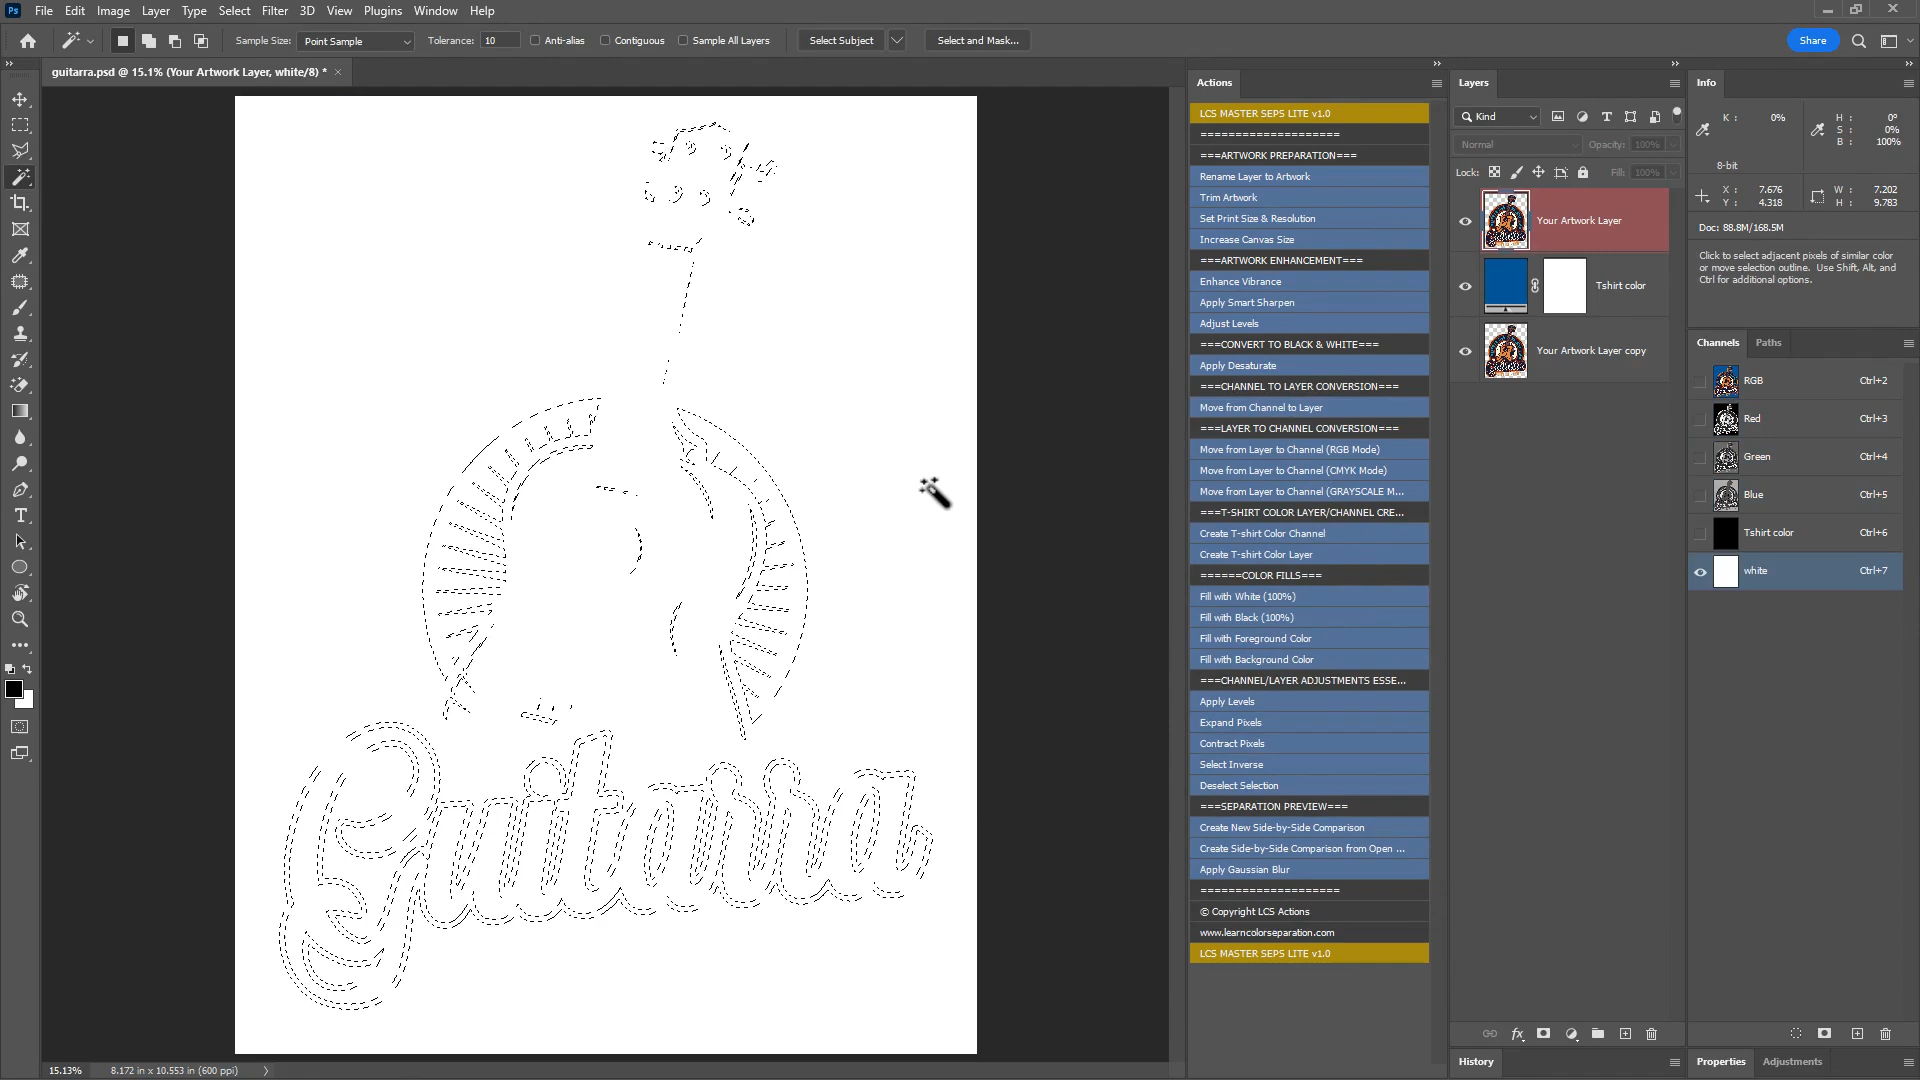 Ps File Edit Image Layer Type Select Filter 3D View Plugins Window Help
Sample Size: Point Sample Tolerance: 10 Anti-alias Contiguous Sample All Layers Select Subject Select and Mask... Share
guitarra.psd @ 15.1% (Your Artwork Layer, white/8) * ×
Guitarra
15.13% 8.172 in x 10.553 in (600 ppi)
Actions
LCS MASTER SEPS LITE v1.0
====================
===ARTWORK PREPARATION===
Rename Layer to Artwork
Trim Artwork
Set Print Size & Resolution
Increase Canvas Size
===ARTWORK ENHANCEMENT===
Enhance Vibrance
Apply Smart Sharpen
Adjust Levels
===CONVERT TO BLACK & WHITE===
Apply Desaturate
===CHANNEL TO LAYER CONVERSION===
Move from Channel to Layer
===LAYER TO CHANNEL CONVERSION===
Move from Layer to Channel (RGB Mode)
Move from Layer to Channel (CMYK Mode)
Move from Layer to Channel (GRAYSCALE M...
===T-SHIRT COLOR LAYER/CHANNEL CRE...
Create T-shirt Color Channel
Create T-shirt Color Layer
======COLOR FILLS===
Fill with White (100%)
Fill with Black (100%)
Fill with Foreground Color
Fill with Background Color
===CHANNEL/LAYER ADJUSTMENTS ESSE...
Apply Levels
Expand Pixels
Contract Pixels
Select Inverse
Deselect Selection
===SEPARATION PREVIEW===
Create New Side-by-Side Comparison
Create Side-by-Side Comparison from Open ...
Apply Gaussian Blur
====================
© Copyright LCS Actions
www.learncolorseparation.com
LCS MASTER SEPS LITE v1.0
Layers
Kind
Normal Opacity: 100%
Lock: Fill: 100%
Your Artwork Layer
Tshirt color
Your Artwork Layer copy
fx
History
Info
K : 0% H : 0°
S : 0%
B : 100%
8-bit
X : 7.676 W : 7.202
Y : 4.318 H : 9.783
Doc: 88.8M/168.5M
Click to select adjacent pixels of similar color
or move selection outline. Use Shift, Alt, and
Ctrl for additional options.
Channels Paths
RGB Ctrl+2
Red Ctrl+3
Green Ctrl+4
Blue Ctrl+5
Tshirt color Ctrl+6
white Ctrl+7
Properties Adjustments